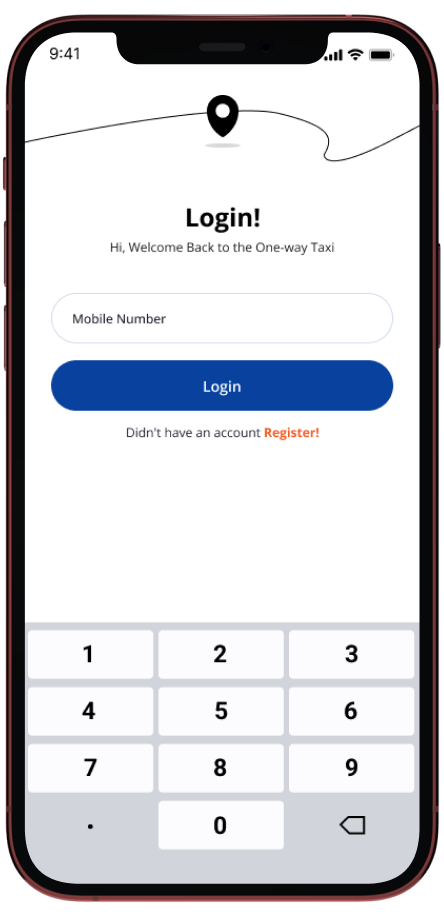 9:41
Login!
Hi, Welcome Back to the One-way Taxi
Mobile Number
Login
Didn't have an account Register!
1 2 3
4 5 6
7 8 9
. 0